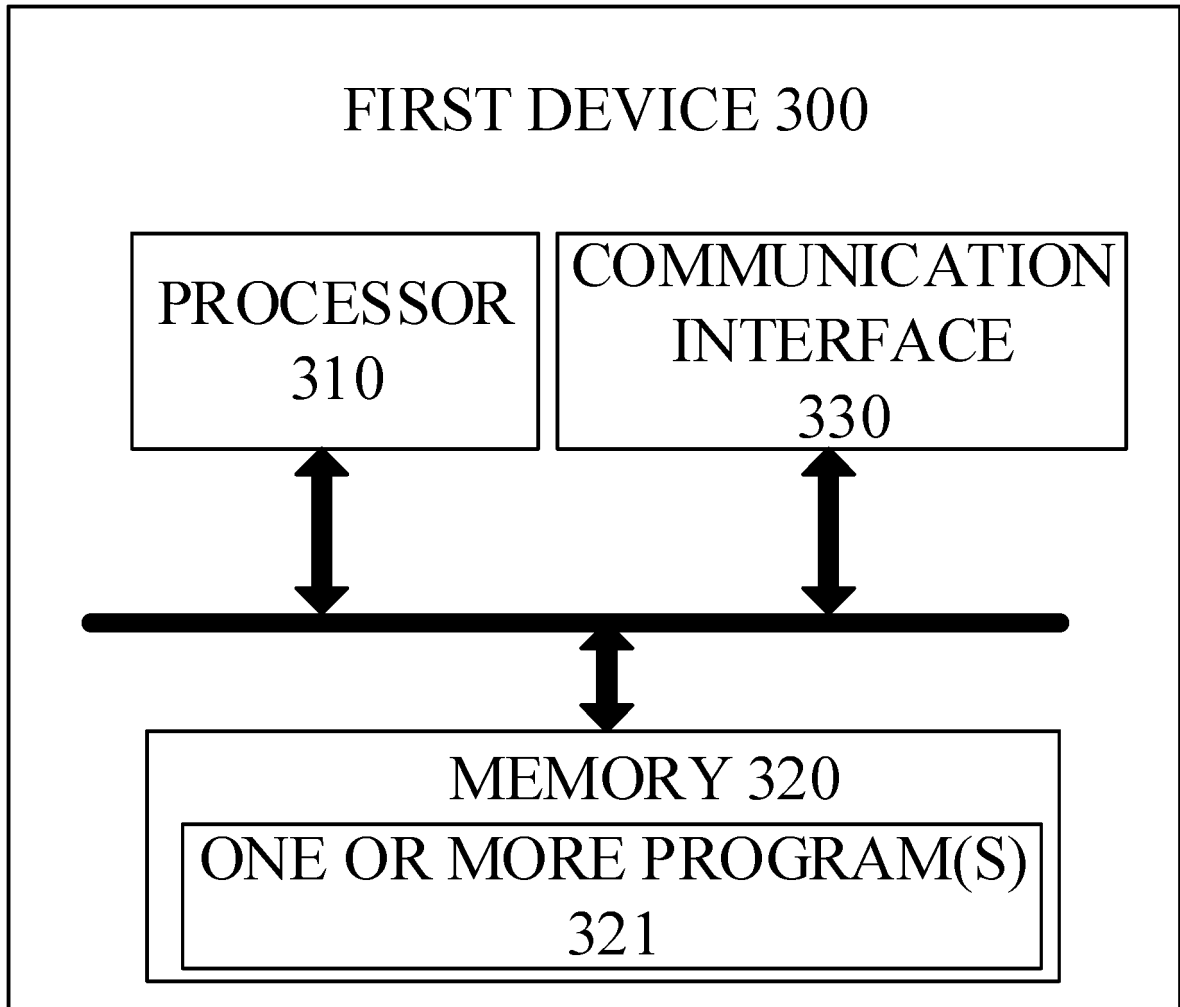 FIRST DEVICE 300
PROCESSOR
310
COMMUNICATION
INTERFACE
330
MEMORY 320
ONE OR MORE PROGRAM(S)
321